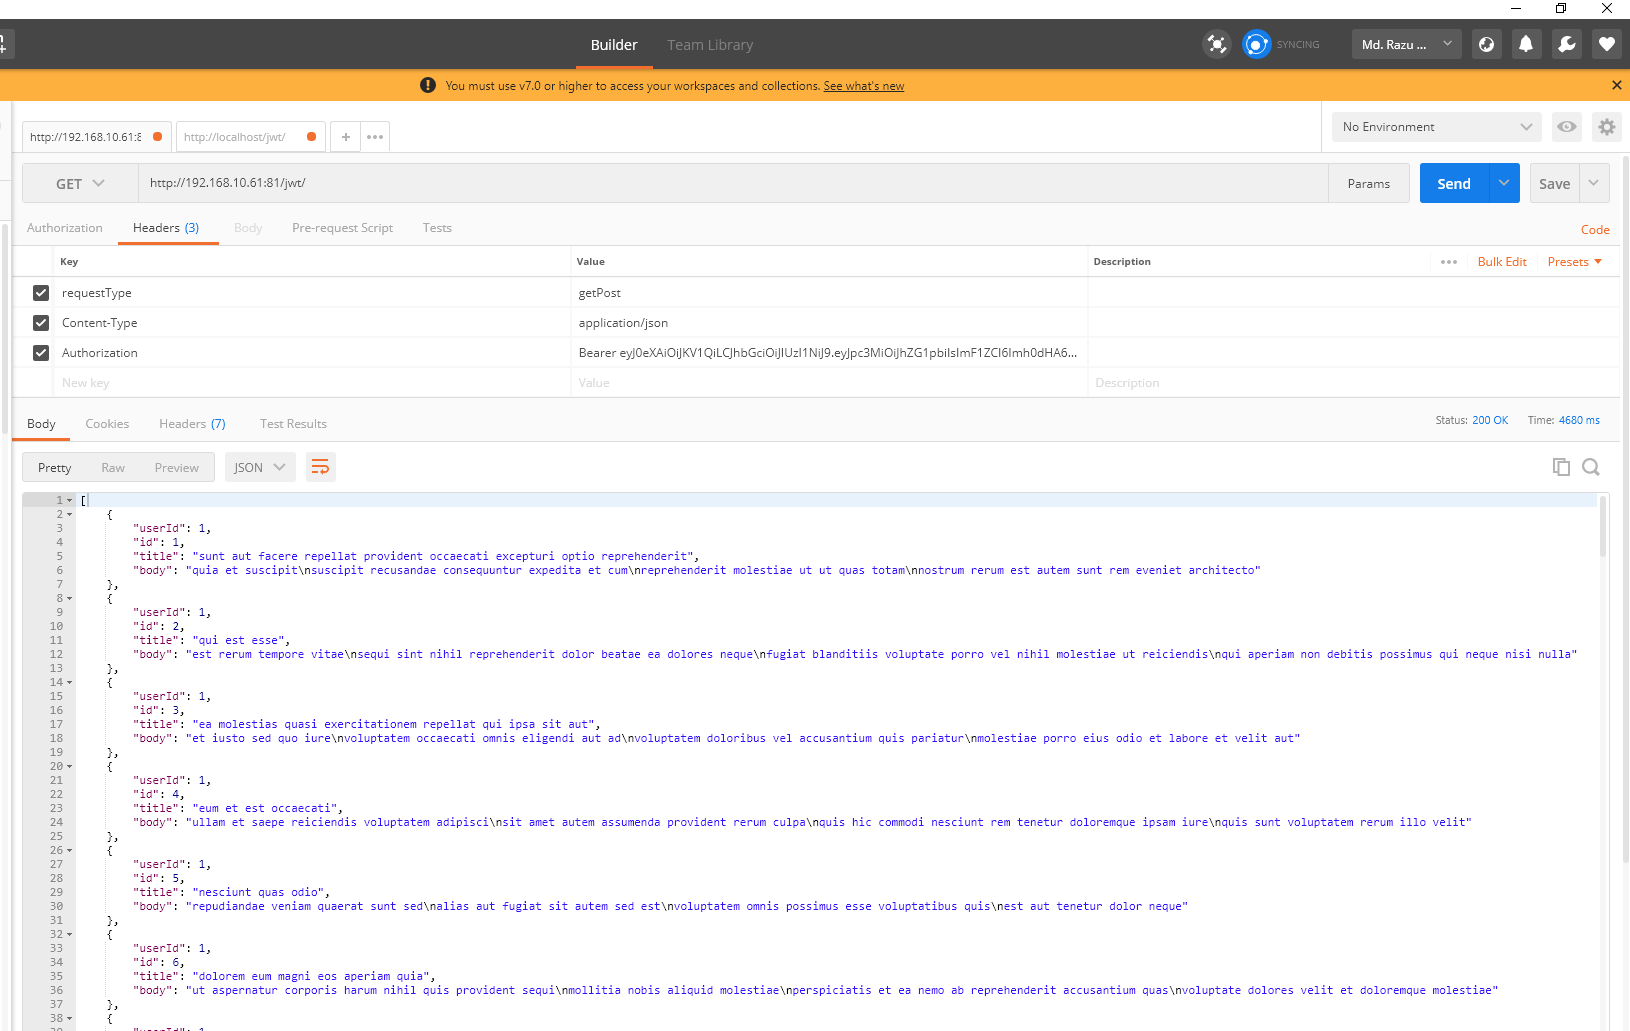 Builder Team Library SYNCING Md. Razu ...
You must use v7.0 or higher to access your workspaces and collections. See what's new
http://192.168.10.61:8 http://localhost/jwt/ + ••• No Environment
GET http://192.168.10.61:81/jwt/ Params Send Save
Authorization Headers (3) Body Pre-request Script Tests Code
Key Value Description ••• Bulk Edit Presets
requestType getPost
Content-Type application/json
Authorization Bearer eyJ0eXAiOiJKV1QiLCJhbGciOiJIUzI1NiJ9.eyJpc3MiOiJhZG1pbiIsImF1ZCI6Imh0dHA6...
New key Value Description
Body Cookies Headers (7) Test Results Status: 200 OK Time: 4680 ms
Pretty Raw Preview JSON
1 [
2 {
3 "userId": 1,
4 "id": 1,
5 "title": "sunt aut facere repellat provident occaecati excepturi optio reprehenderit",
6 "body": "quia et suscipit\nsuscipit recusandae consequuntur expedita et cum\nreprehenderit molestiae ut ut quas totam\nnostrum rerum est autem sunt rem eveniet architecto"
7 },
8 {
9 "userId": 1,
10 "id": 2,
11 "title": "qui est esse",
12 "body": "est rerum tempore vitae\nsequi sint nihil reprehenderit dolor beatae ea dolores neque\nfugiat blanditiis voluptate porro vel nihil molestiae ut reiciendis\nqui aperiam non debitis possimus qui neque nisi nulla"
13 },
14 {
15 "userId": 1,
16 "id": 3,
17 "title": "ea molestias quasi exercitationem repellat qui ipsa sit aut",
18 "body": "et iusto sed quo iure\nvoluptatem occaecati omnis eligendi aut ad\nvoluptatem doloribus vel accusantium quis pariatur\nmolestiae porro eius odio et labore et velit aut"
19 },
20 {
21 "userId": 1,
22 "id": 4,
23 "title": "eum et est occaecati",
24 "body": "ullam et saepe reiciendis voluptatem adipisci\nsit amet autem assumenda provident rerum culpa\nquis hic commodi nesciunt rem tenetur doloremque ipsam iure\nquis sunt voluptatem rerum illo velit"
25 },
26 {
27 "userId": 1,
28 "id": 5,
29 "title": "nesciunt quas odio",
30 "body": "repudiandae veniam quaerat sunt sed\nalias aut fugiat sit autem sed est\nvoluptatem omnis possimus esse voluptatibus quis\nest aut tenetur dolor neque"
31 },
32 {
33 "userId": 1,
34 "id": 6,
35 "title": "dolorem eum magni eos aperiam quia",
36 "body": "ut aspernatur corporis harum nihil quis provident sequi\nmollitia nobis aliquid molestiae\nperspiciatis et ea nemo ab reprehenderit accusantium quas\nvoluptate dolores velit et doloremque molestiae"
37 },
38 {